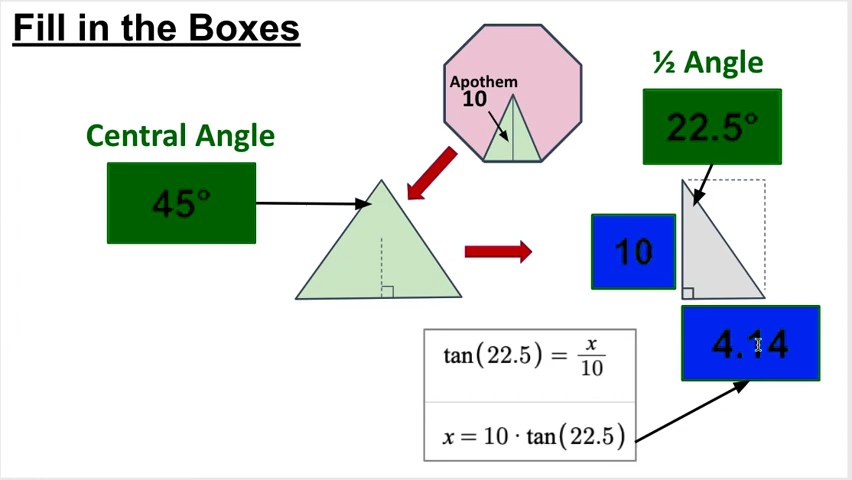 Fill in the Boxes
Apothem
10
½ Angle
22.5°
Central Angle
45°
10
4.14
tan(22.5) = x/10
x = 10 · tan(22.5)